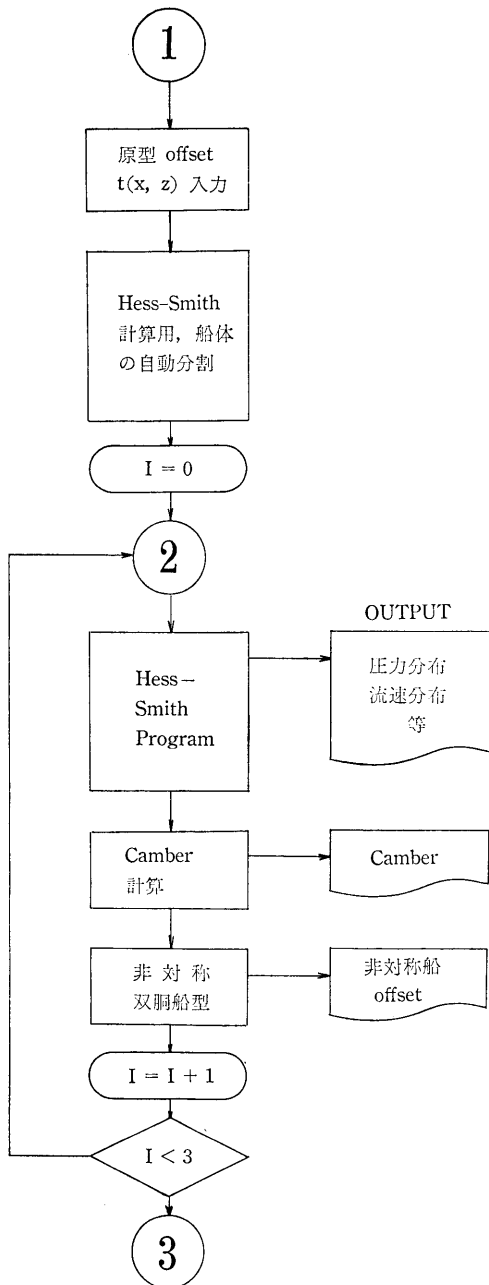 1
原型 offset
t(x, z) 入力
Hess–Smith
計算用，船体
の自動分割
I = 0
2
OUTPUT
Hess–
Smith
Program
圧力分布
流速分布
等
Camber
計算
Camber
非 対 称
双胴船型
非対称船
offset
I = I + 1
I < 3
3